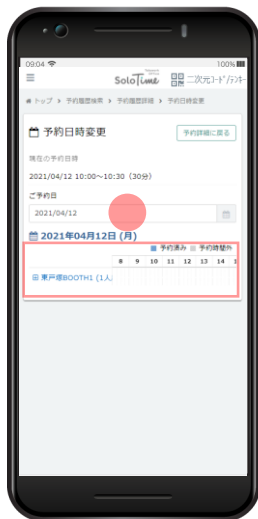 09:04 100%
SoloTime 二次元ｺｰﾄﾞ/ﾃﾝｷｰ
トップ > 予約履歴検索 > 予約履歴詳細 > 予約日時変更
予約日時変更 予約詳細に戻る
現在の予約日時
2021/04/12 10:00～10:30（30分）
ご予約日
2021/04/12
2021年04月12日 (月)
予約済み 予約時間外
8 9 10 11 12 13 14 1
東戸塚BOOTH1 (1人